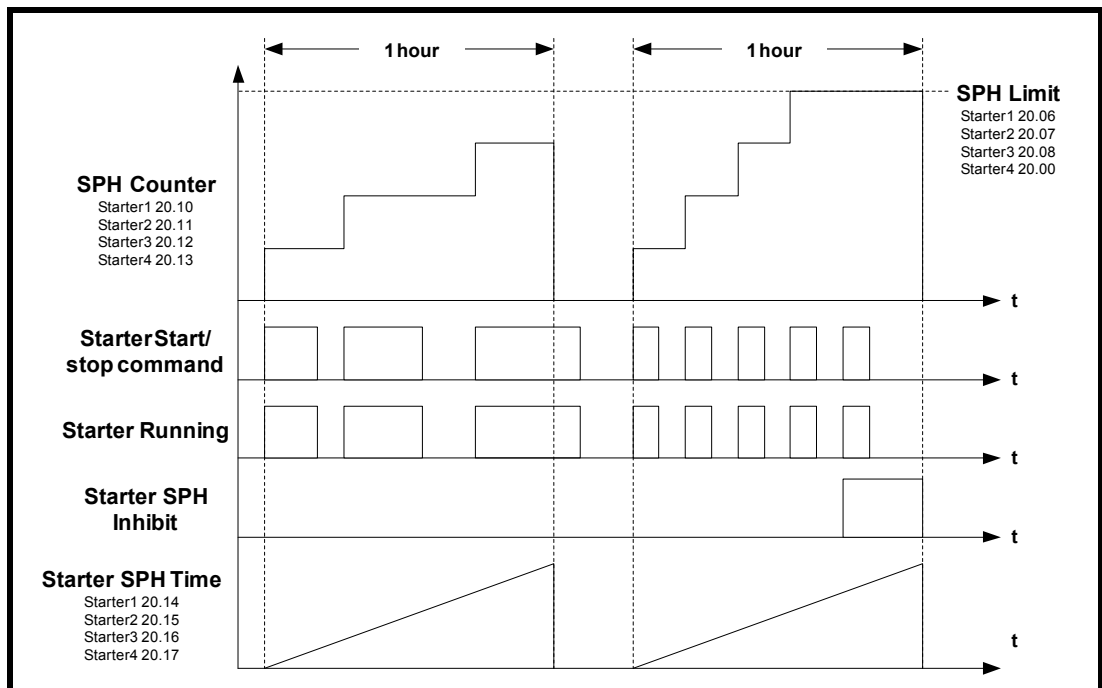 1 hour
1 hour
SPH Limit
Starter1 20.06
Starter2 20.07
Starter3 20.08
Starter4 20.00
SPH Counter
Starter1 20.10
Starter2 20.11
Starter3 20.12
Starter4 20.13
t
Starter Start/
stop command
t
Starter Running
t
Starter SPH
Inhibit
t
Starter SPH Time
Starter1 20.14
Starter2 20.15
Starter3 20.16
Starter4 20.17
t